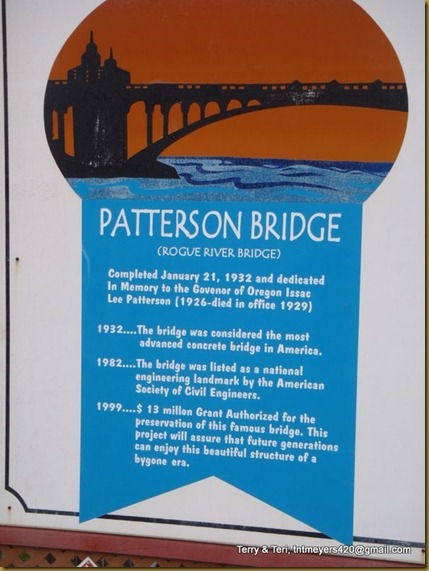 PATTERSON BRIDGE
(ROGUE RIVER BRIDGE)
Completed January 21, 1932 and dedicated
In Memory to the Govenor of Oregon Issac
Lee Patterson (1926-died in office 1929)
1932....The bridge was considered the most
advanced concrete bridge in America.
1982....The bridge was listed as a national
engineering landmark by the American
Society of Civil Engineers.
1999....$ 13 millon Grant Authorized for the
preservation of this famous bridge. This
project will assure that future generations
can enjoy this beautiful structure of a
bygone era.
Terry & Teri, tntmeyers420@gmail.com